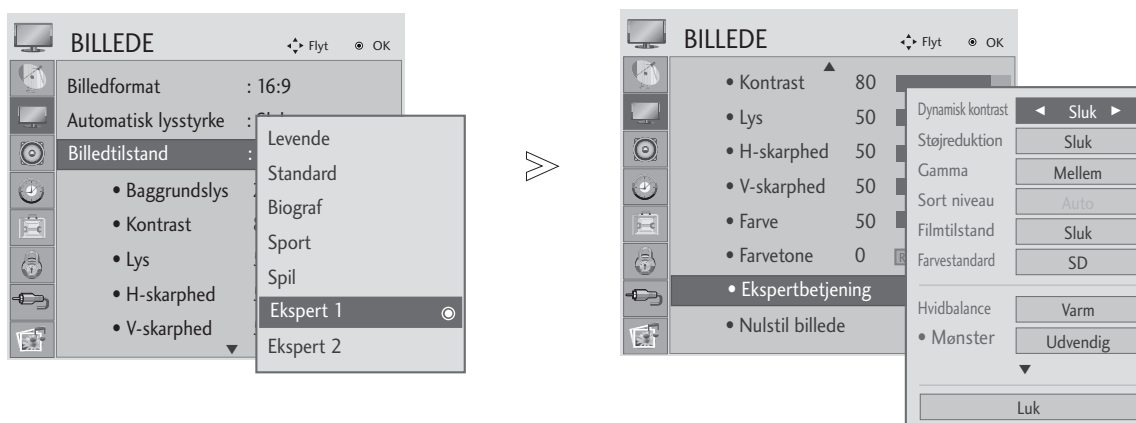 BILLEDE
Flyt OK
Billedformat : 16:9
Automatisk lysstyrke :
Billedtilstand :
• Baggrundslys
• Kontrast
• Lys
• H-skarphed
• V-skarphed
Levende
Standard
Biograf
Sport
Spil
Ekspert 1
Ekspert 2
BILLEDE
Flyt OK
• Kontrast 80
• Lys 50
• H-skarphed 50
• V-skarphed 50
• Farve 50
• Farvetone 0 R
• Ekspertbetjening
• Nulstil billede
Dynamisk kontrast Sluk
Støjreduktion Sluk
Gamma Mellem
Sort niveau Auto
Filmtilstand Sluk
Farvestandard SD
Hvidbalance Varm
• Mønster Udvendig
Luk